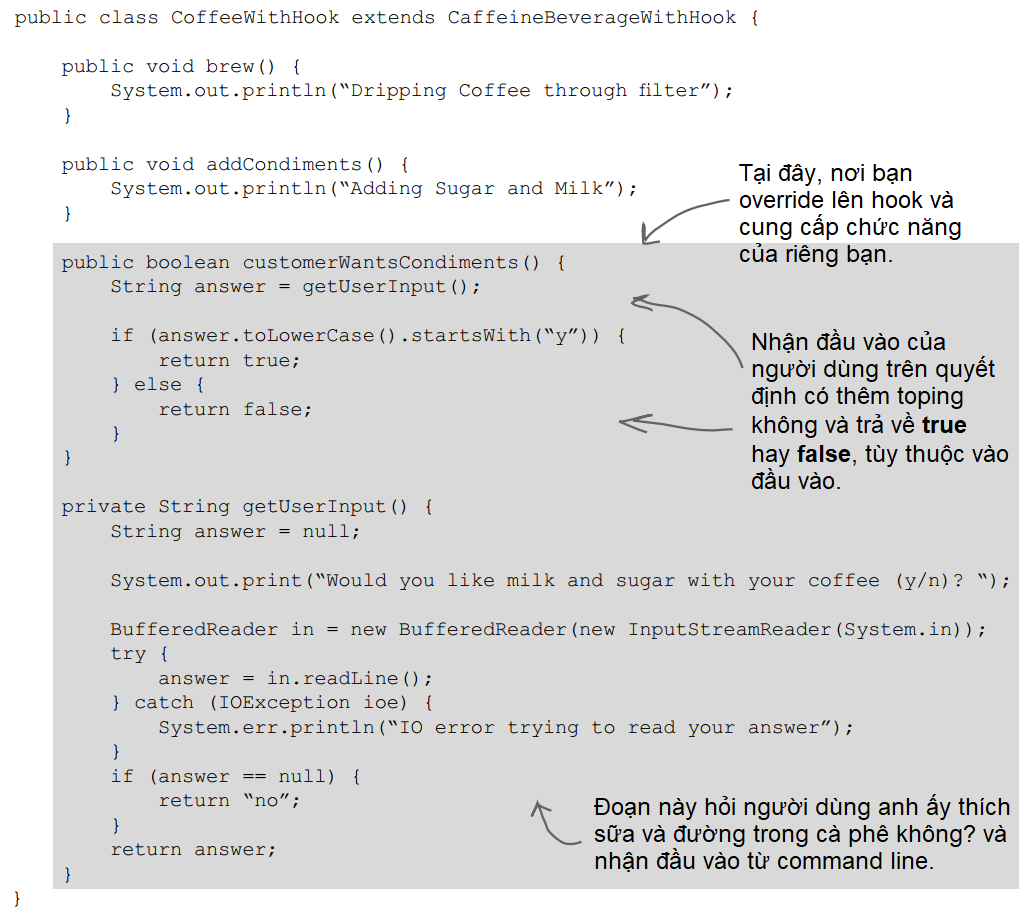 public class CoffeeWithHook extends CaffeineBeverageWithHook {
public void brew() {
System.out.println(“Dripping Coffee through filter”);
}
public void addCondiments() {
System.out.println(“Adding Sugar and Milk”);
}
Tại đây, nơi bạn
override lên hook và
cung cấp chức năng
của riêng bạn.
public boolean customerWantsCondiments() {
String answer = getUserInput();
if (answer.toLowerCase().startsWith(“y”)) {
return true;
} else {
return false;
}
}
Nhận đầu vào của
người dùng trên quyết
định có thêm toping
không và trả về true
hay false, tùy thuộc vào
đầu vào.
private String getUserInput() {
String answer = null;
System.out.print(“Would you like milk and sugar with your coffee (y/n)? “);
BufferedReader in = new BufferedReader(new InputStreamReader(System.in));
try {
answer = in.readLine();
} catch (IOException ioe) {
System.err.println(“IO error trying to read your answer”);
}
if (answer == null) {
return “no”;
}
return answer;
}
}
Đoạn này hỏi người dùng anh ấy thích
sữa và đường trong cà phê không? và
nhận đầu vào từ command line.